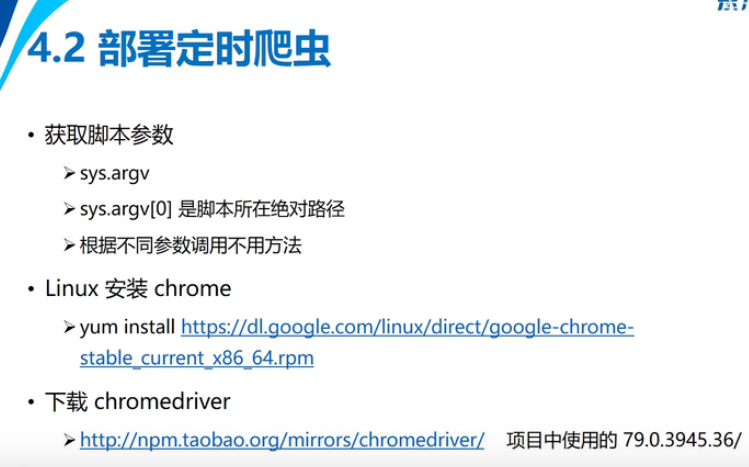 4.2 部署定时爬虫
• 获取脚本参数
➢ sys.argv
➢ sys.argv[0] 是脚本所在绝对路径
➢ 根据不同参数调用不用方法
• Linux 安装 chrome
➢ yum install https://dl.google.com/linux/direct/google-chrome-
stable_current_x86_64.rpm
• 下载 chromedriver
➢ http://npm.taobao.org/mirrors/chromedriver/ 项目中使用的 79.0.3945.36/